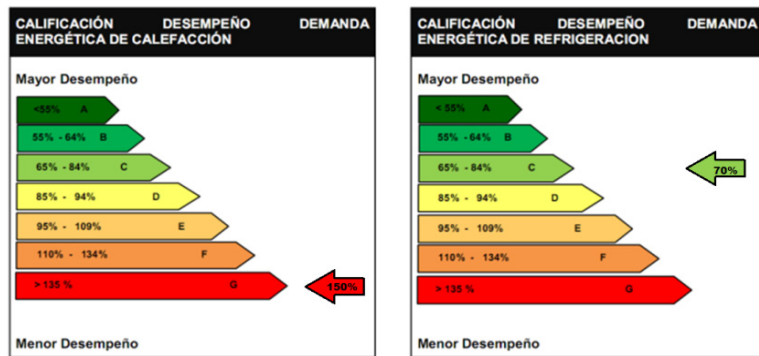 CALIFICACIÓN DESEMPEÑO DEMANDA
ENERGÉTICA DE CALEFACCIÓN
Mayor Desempeño
<55% A
55% - 64% B
65% - 84% C
85% - 94% D
95% - 109% E
110% - 134% F
> 135 % G
150%
Menor Desempeño
CALIFICACIÓN DESEMPEÑO DEMANDA
ENERGÉTICA DE REFRIGERACION
Mayor Desempeño
< 55% A
55% - 64% B
65% - 84% C
70%
85% - 94% D
95% - 109% E
110% - 134% F
> 135 % G
Menor Desempeño